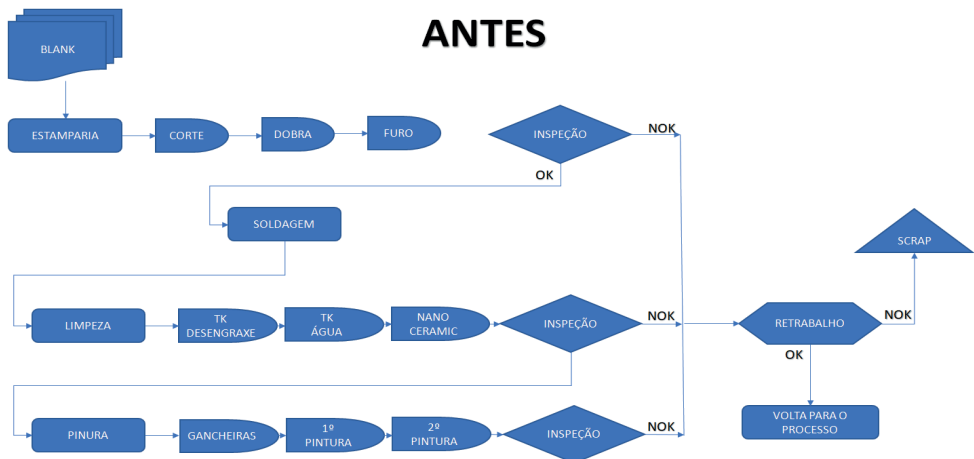 ANTES
BLANK
ESTAMPARIA
CORTE
DOBRA
FURO
INSPEÇÃO
NOK
OK
SOLDAGEM
SCRAP
LIMPEZA
TK
DESENGRAXE
TK
ÁGUA
NANO
CERAMIC
INSPEÇÃO
NOK
RETRABALHO
NOK
OK
PINURA
GANCHEIRAS
1º
PINTURA
2º
PINTURA
INSPEÇÃO
NOK
VOLTA PARA O
PROCESSO